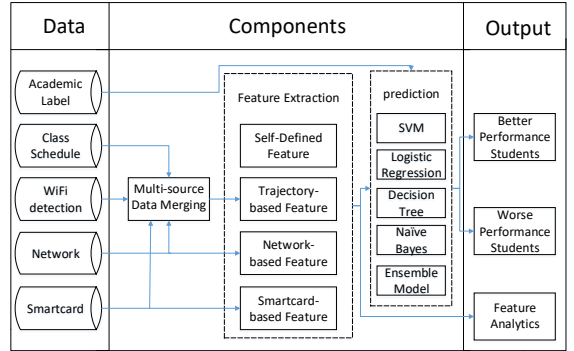 Data
Components
Output
Academic
Label
Class
Schedule
WiFi
detection
Network
Smartcard
Multi-source
Data Merging
Feature Extraction
Self-Defined
Feature
Trajectory-
based Feature
Network-
based Feature
Smartcard-
based Feature
prediction
SVM
Logistic
Regression
Decision
Tree
Naïve
Bayes
Ensemble
Model
Better
Performance
Students
Worse
Performance
Students
Feature
Analytics